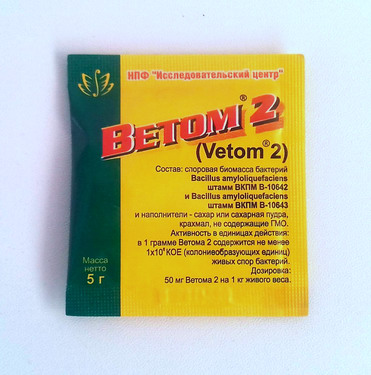 НПФ "Исследовательский центр"
ВЕТОМ® 2
(Vetom® 2)
Состав: споровая биомасса бактерий
Bacillus amyloliquefaciens
штамм ВКПМ В-10642
и Bacillus amyloliquefaciens
штамм ВКПМ В-10643
и наполнители - сахар или сахарная пудра,
крахмал, не содержащие ГМО.
Активность в единицах действия:
в 1 грамме Ветома 2 содержится не менее
1х10⁶ КОЕ (колониеобразующих единиц)
живых спор бактерий.
Дозировка:
50 мг Ветома 2 на 1 кг живого веса.
Масса
нетто
5 г